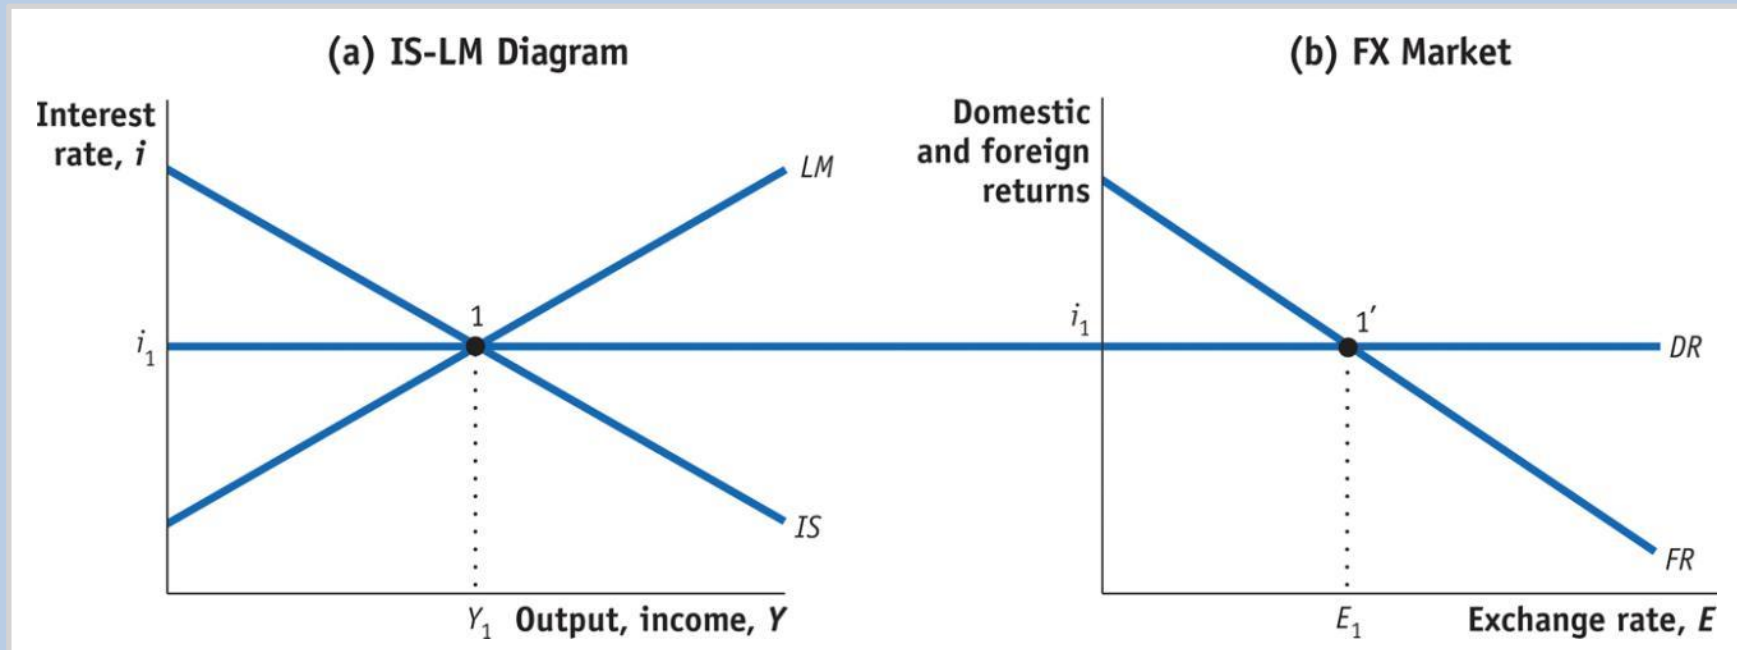 (a) IS-LM Diagram
Interest
rate, i
LM
1
i₁
IS
Y₁ Output, income, Y
(b) FX Market
Domestic
and foreign
returns
i₁
1′
DR
FR
E₁ Exchange rate, E